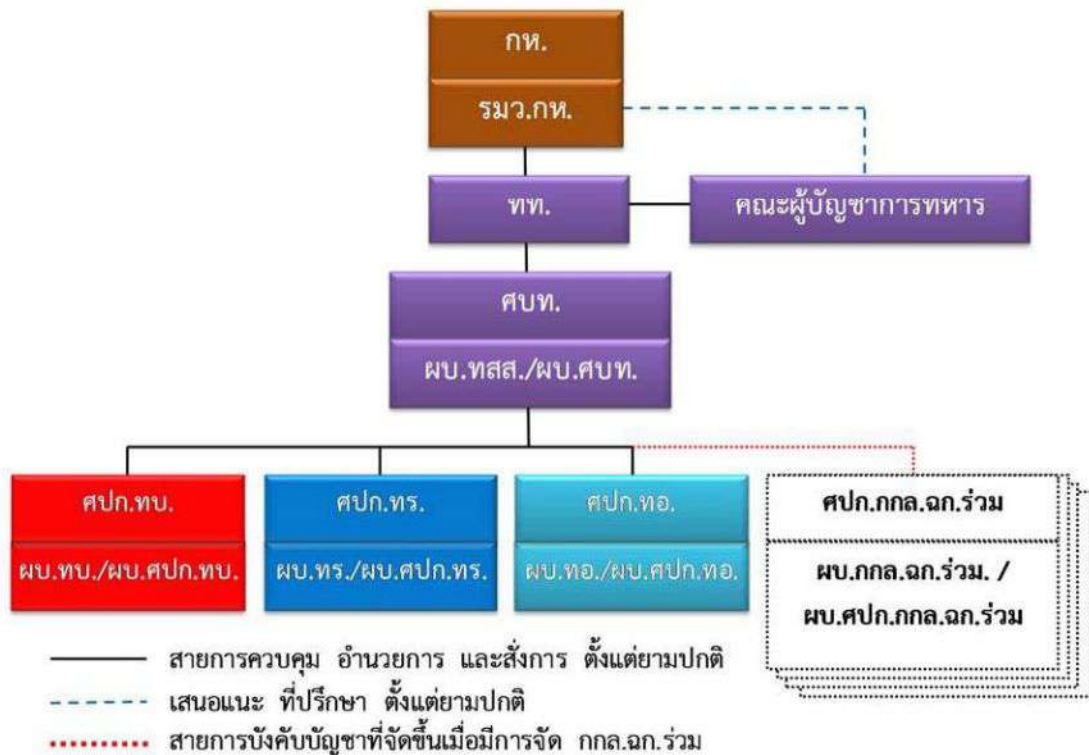 กห.
รมว.กห.
ทท.
คณะผู้บัญชาการทหาร
ศบท.
ผบ.ทสส./ผบ.ศบท.
ศปก.ทบ.
ผบ.ทบ./ผบ.ศปก.ทบ.
ศปก.ทร.
ผบ.ทร./ผบ.ศปก.ทร.
ศปก.ทอ.
ผบ.ทอ./ผบ.ศปก.ทอ.
ศปก.กกล.ฉก.ร่วม
ผบ.กกล.ฉก.ร่วม. /
ผบ.ศปก.กกล.ฉก.ร่วม
สายการควบคุม อำนวยการ และสั่งการ ตั้งแต่ยามปกติ
เสนอแนะ ที่ปรึกษา ตั้งแต่ยามปกติ
สายการบังคับบัญชาที่จัดขึ้นเมื่อมีการจัด กกล.ฉก.ร่วม